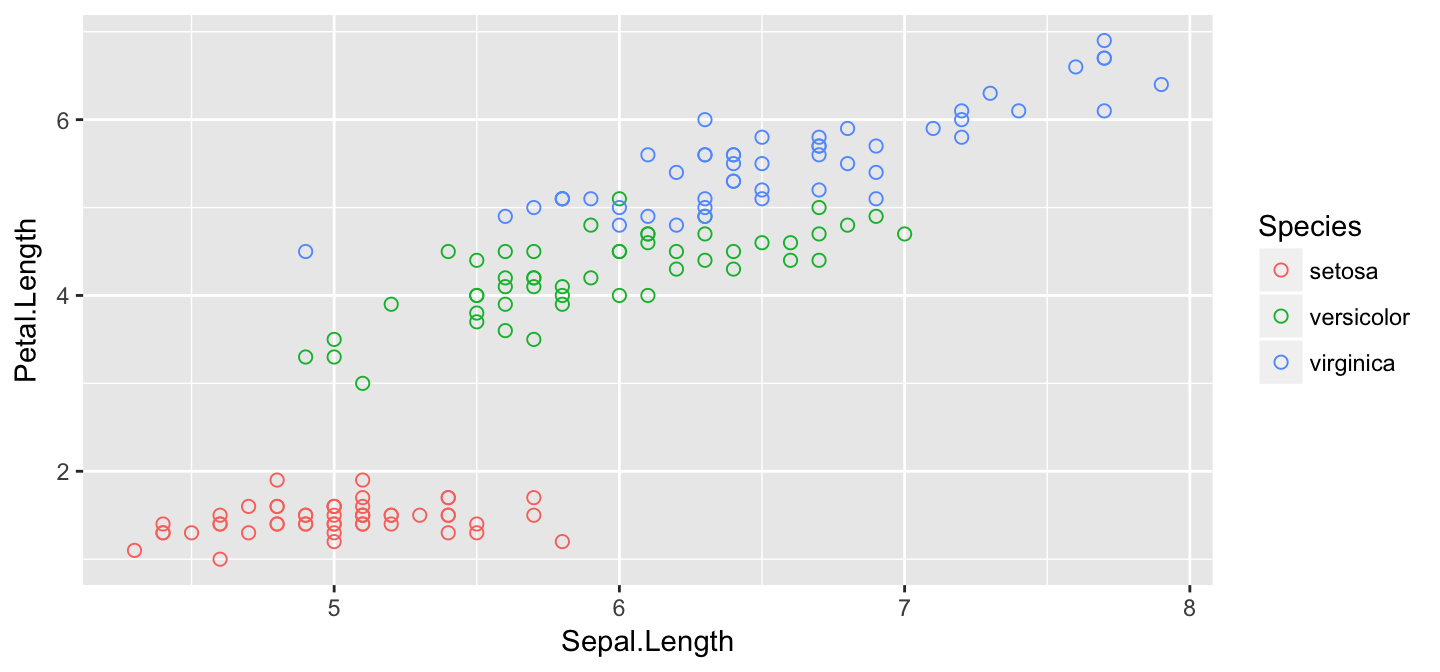 Petal.Length
6
4
2
5 6 7 8
Sepal.Length
Species
setosa
versicolor
virginica